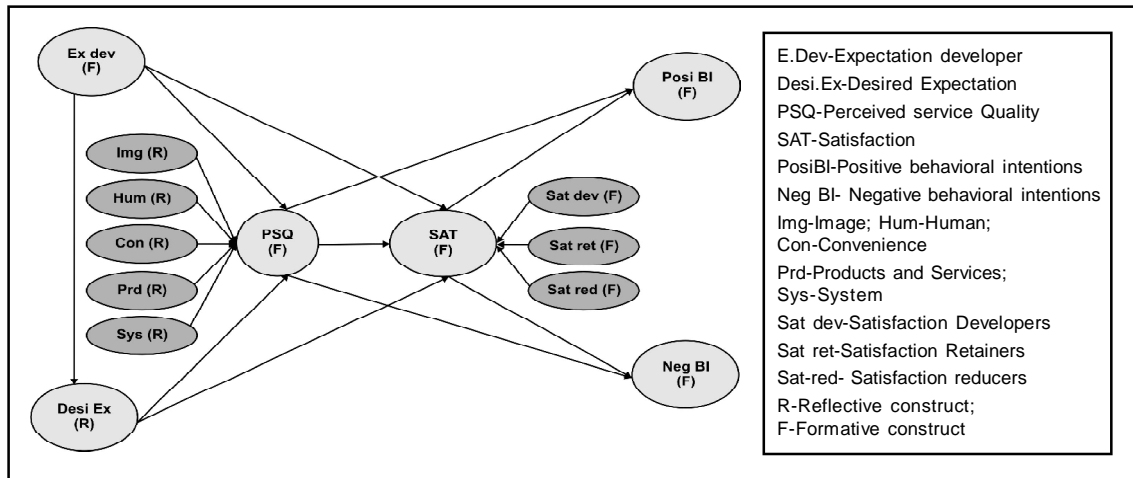 Ex dev
(F)
Posi BI
(F)
Img (R)
Hum (R)
Con (R)
Prd (R)
Sys (R)
PSQ
(F)
SAT
(F)
Sat dev (F)
Sat ret (F)
Sat red (F)
Desi Ex
(R)
Neg BI
(F)
E.Dev-Expectation developer
Desi.Ex-Desired Expectation
PSQ-Perceived service Quality
SAT-Satisfaction
PosiBI-Positive behavioral intentions
Neg BI- Negative behavioral intentions
Img-Image; Hum-Human;
Con-Convenience
Prd-Products and Services;
Sys-System
Sat dev-Satisfaction Developers
Sat ret-Satisfaction Retainers
Sat-red- Satisfaction reducers
R-Reflective construct;
F-Formative construct